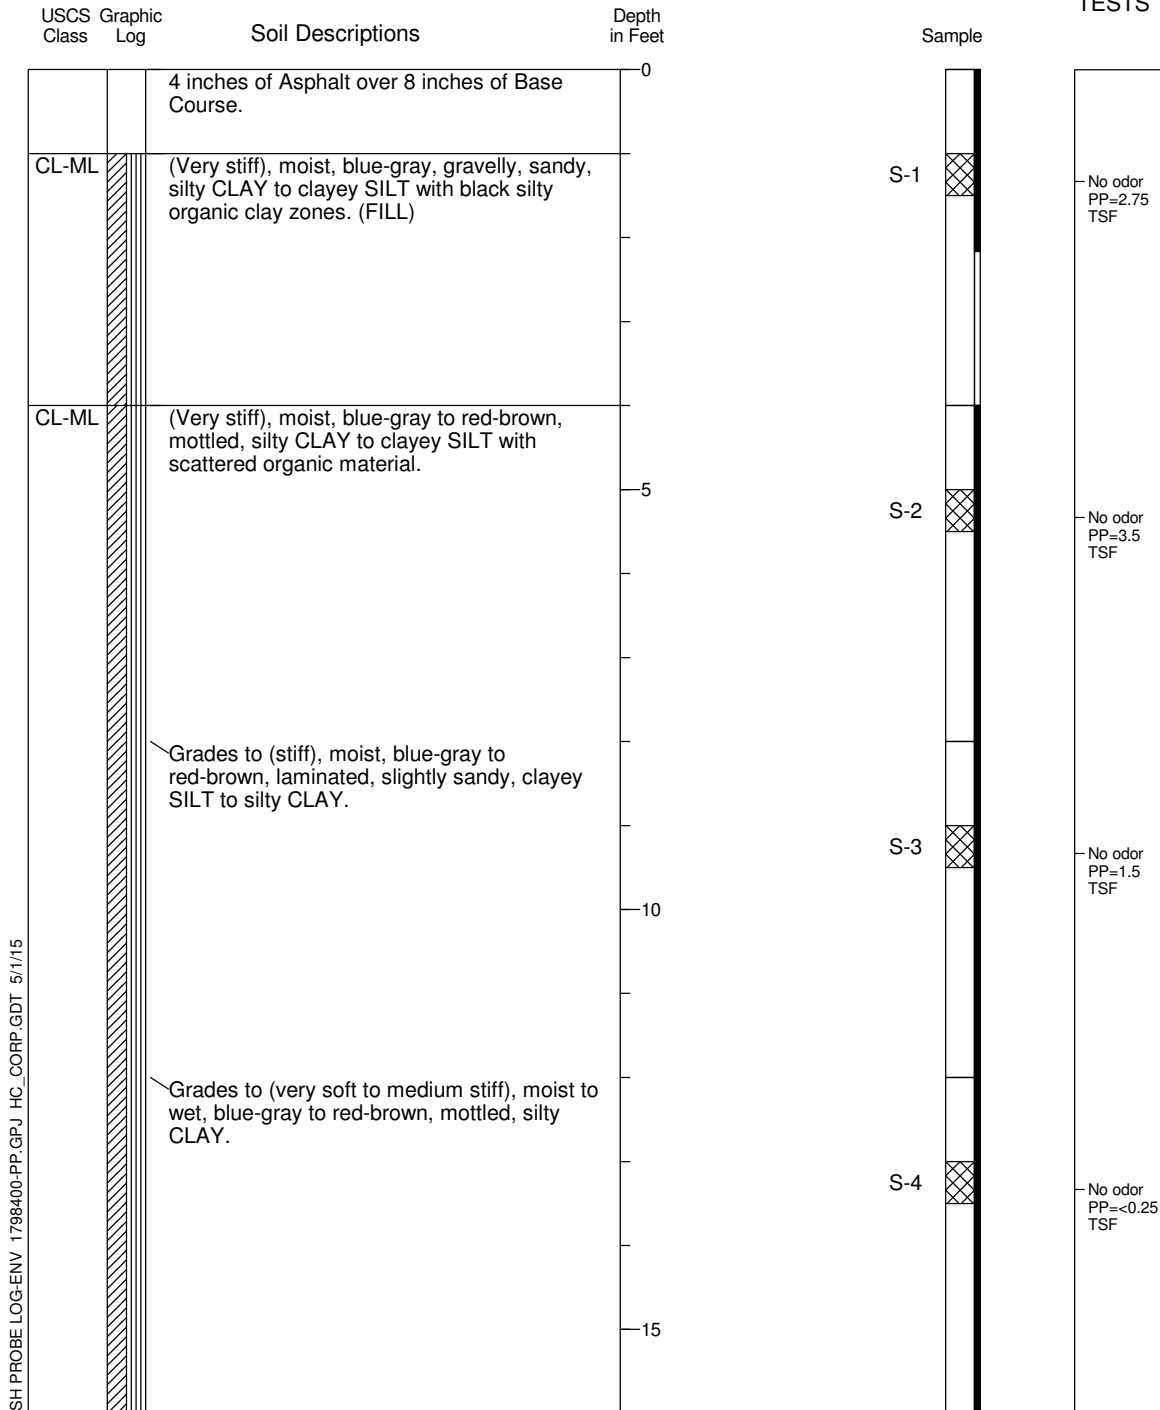 TESTS
USCS Graphic
Class Log
Soil Descriptions
Depth
in Feet
Sample
0
4 inches of Asphalt over 8 inches of Base
Course.
CL-ML
(Very stiff), moist, blue-gray, gravelly, sandy,
silty CLAY to clayey SILT with black silty
organic clay zones. (FILL)
S-1
No odor
PP=2.75
TSF
CL-ML
(Very stiff), moist, blue-gray to red-brown,
mottled, silty CLAY to clayey SILT with
scattered organic material.
5
S-2
No odor
PP=3.5
TSF
Grades to (stiff), moist, blue-gray to
red-brown, laminated, slightly sandy, clayey
SILT to silty CLAY.
S-3
No odor
PP=1.5
TSF
10
Grades to (very soft to medium stiff), moist to
wet, blue-gray to red-brown, mottled, silty
CLAY.
S-4
No odor
PP=<0.25
TSF
15
SH PROBE LOG-ENV 1798400-PP.GPJ HC_CORP.GDT 5/1/15